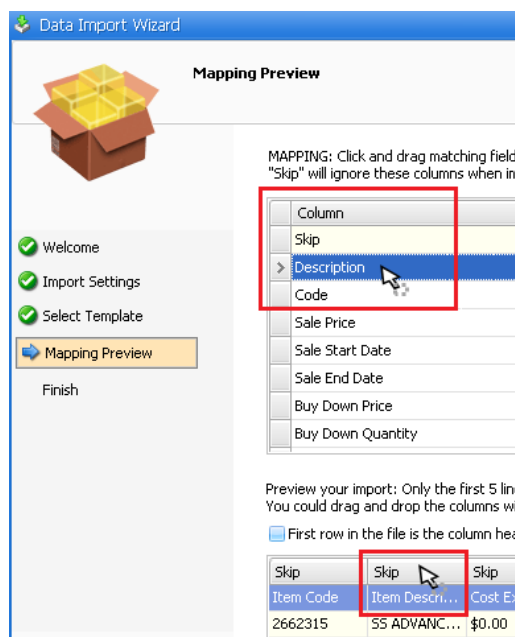 Data Import Wizard
Mapping Preview
MAPPING: Click and drag matching field
"Skip" will ignore these columns when in
Column
Skip
Description
Code
Sale Price
Sale Start Date
Sale End Date
Buy Down Price
Buy Down Quantity
Welcome
Import Settings
Select Template
Mapping Preview
Finish
Preview your import: Only the first 5 lin
You could drag and drop the columns wi
First row in the file is the column hea
Skip Skip Skip
Item Code Item Descri... Cost Ex
2662315 SS ADVANC... $0.00